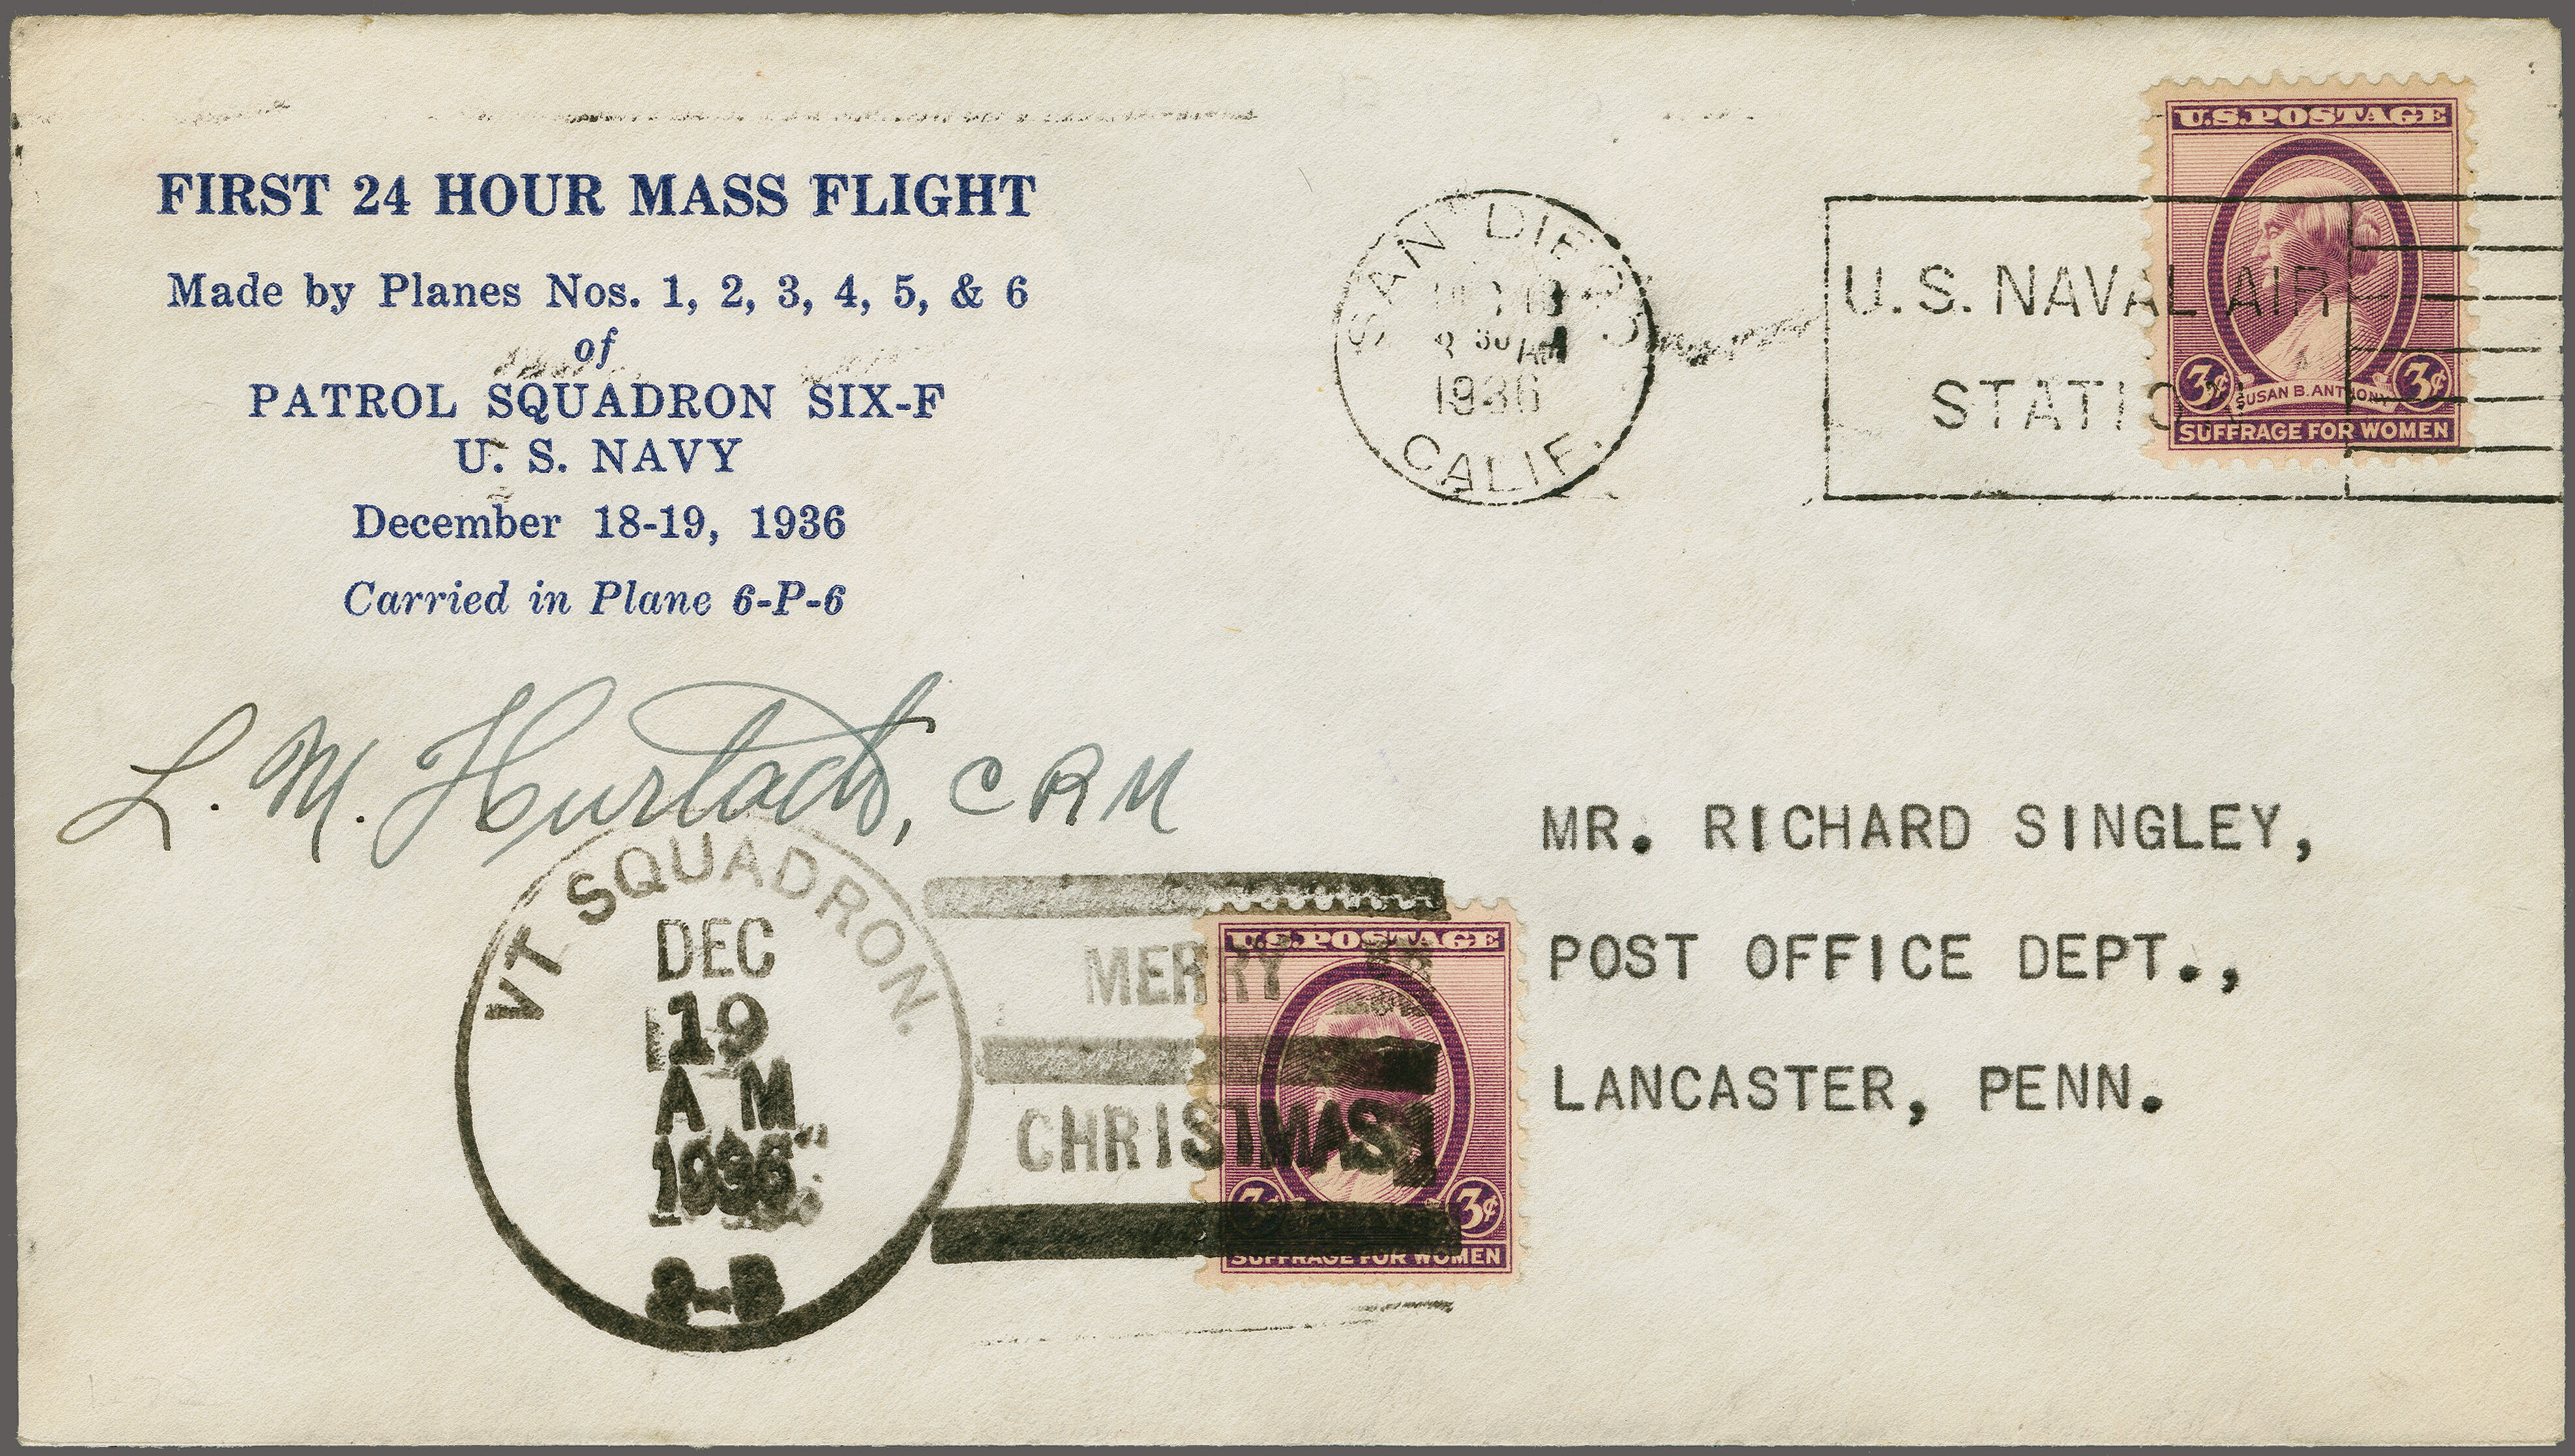 FIRST 24 HOUR MASS FLIGHT
Made by Planes Nos. 1, 2, 3, 4, 5, & 6
of
PATROL SQUADRON SIX-F
U. S. NAVY
December 18-19, 1936
Carried in Plane 6-P-6
SAN DIEGO
1936
CALIF.
U.S. NAVAL AIR
STATION
U.S. POSTAGE
3¢ SUSAN B. ANTHONY 3¢
SUFFRAGE FOR WOMEN
L. M. Hurtado, CRM
VT SQUADRON.
DEC
19
A M
1936
MERRY
CHRISTMAS
U.S. POSTAGE
3¢ 3¢
SUFFRAGE FOR WOMEN
MR. RICHARD SINGLEY,
POST OFFICE DEPT.,
LANCASTER, PENN.